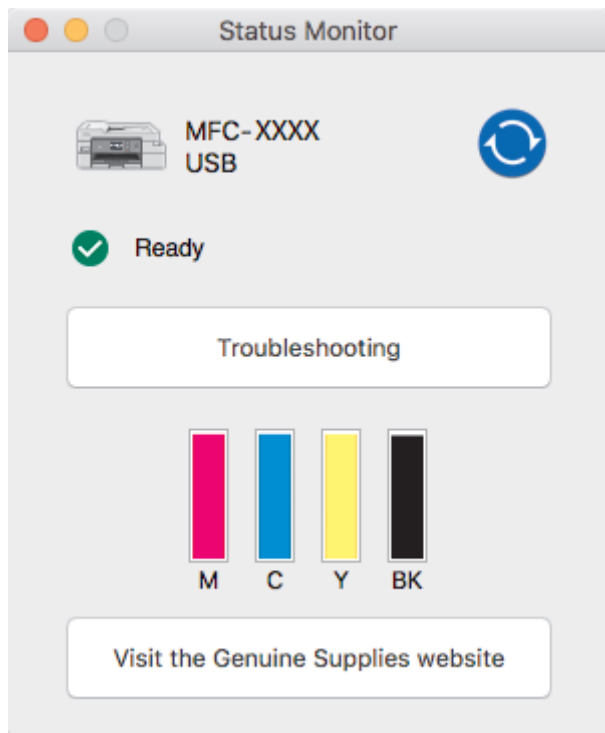 Status Monitor
MFC-XXXX
USB
Ready
Troubleshooting
M C Y BK
Visit the Genuine Supplies website